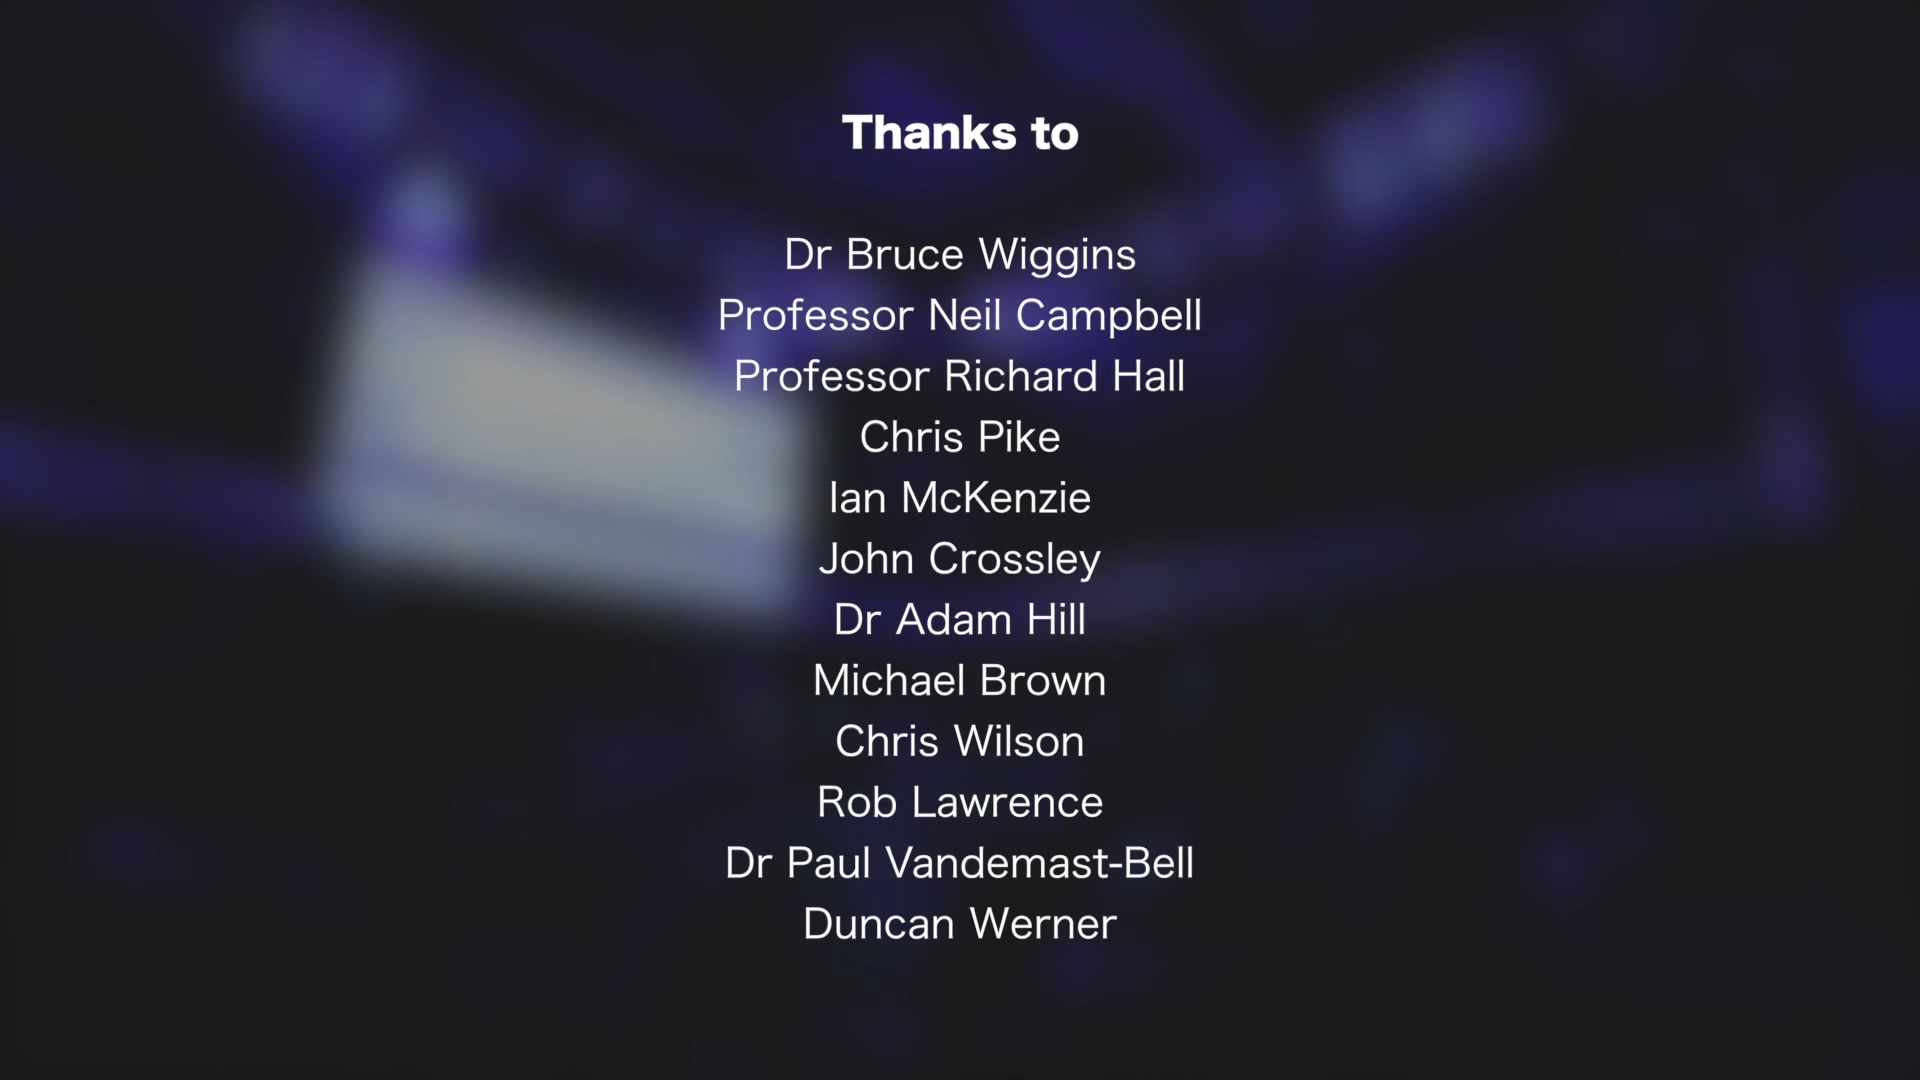 Thanks to
Dr Bruce Wiggins
Professor Neil Campbell
Professor Richard Hall
Chris Pike
Ian McKenzie
John Crossley
Dr Adam Hill
Michael Brown
Chris Wilson
Rob Lawrence
Dr Paul Vandemast-Bell
Duncan Werner